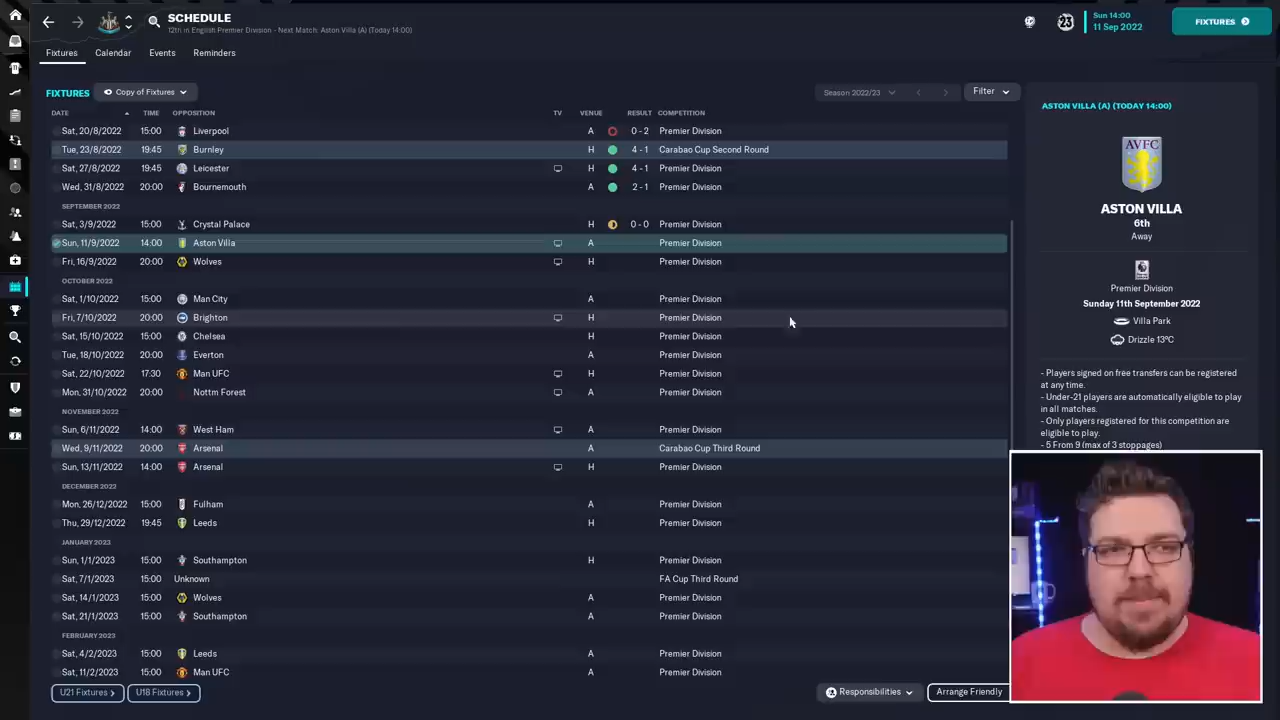 SCHEDULE
12th in English Premier Division - Next Match: Aston Villa (A) (Today 14:00)
23
Sun 14:00
11 Sep 2022
FIXTURES
Fixtures Calendar Events Reminders
FIXTURES Copy of Fixtures Season 2022/23 Filter
DATE TIME OPPOSITION TV VENUE RESULT COMPETITION
Sat, 20/8/2022 15:00 Liverpool A 0 - 2 Premier Division
Tue, 23/8/2022 19:45 Burnley H 4 - 1 Carabao Cup Second Round
Sat, 27/8/2022 19:45 Leicester H 4 - 1 Premier Division
Wed, 31/8/2022 20:00 Bournemouth A 2 - 1 Premier Division
SEPTEMBER 2022
Sat, 3/9/2022 15:00 Crystal Palace H 0 - 0 Premier Division
Sun, 11/9/2022 14:00 Aston Villa A Premier Division
Fri, 16/9/2022 20:00 Wolves H Premier Division
OCTOBER 2022
Sat, 1/10/2022 15:00 Man City A Premier Division
Fri, 7/10/2022 20:00 Brighton H Premier Division
Sat, 15/10/2022 15:00 Chelsea H Premier Division
Tue, 18/10/2022 20:00 Everton A Premier Division
Sat, 22/10/2022 17:30 Man UFC H Premier Division
Mon, 31/10/2022 20:00 Nottm Forest A Premier Division
NOVEMBER 2022
Sun, 6/11/2022 14:00 West Ham A Premier Division
Wed, 9/11/2022 20:00 Arsenal A Carabao Cup Third Round
Sun, 13/11/2022 14:00 Arsenal H Premier Division
DECEMBER 2022
Mon, 26/12/2022 15:00 Fulham A Premier Division
Thu, 29/12/2022 19:45 Leeds H Premier Division
JANUARY 2023
Sun, 1/1/2023 15:00 Southampton H Premier Division
Sat, 7/1/2023 15:00 Unknown FA Cup Third Round
Sat, 14/1/2023 15:00 Wolves A Premier Division
Sat, 21/1/2023 15:00 Southampton A Premier Division
FEBRUARY 2023
Sat, 4/2/2023 15:00 Leeds A Premier Division
Sat, 11/2/2023 15:00 Man UFC A Premier Division
U21 Fixtures U18 Fixtures Responsibilities Arrange Friendly
ASTON VILLA (A) (TODAY 14:00)
AVFC
ASTON VILLA
6th
Away
Premier Division
Sunday 11th September 2022
Villa Park
Drizzle 13ºC
- Players signed on free transfers can be registered
at any time.
- Under-21 players are automatically eligible to play
in all matches.
- Only players registered for this competition are
eligible to play.
- 5 From 9 (max of 3 stoppages)